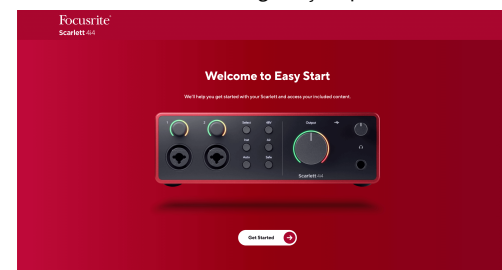 Focusrite
Scarlett 4i4
Welcome to Easy Start
We'll help you get started with your Scarlett and access your included content.
1
2
Select
48V
Inst
Air
Auto
Safe
Output
1
Scarlett 4i4
Get Started